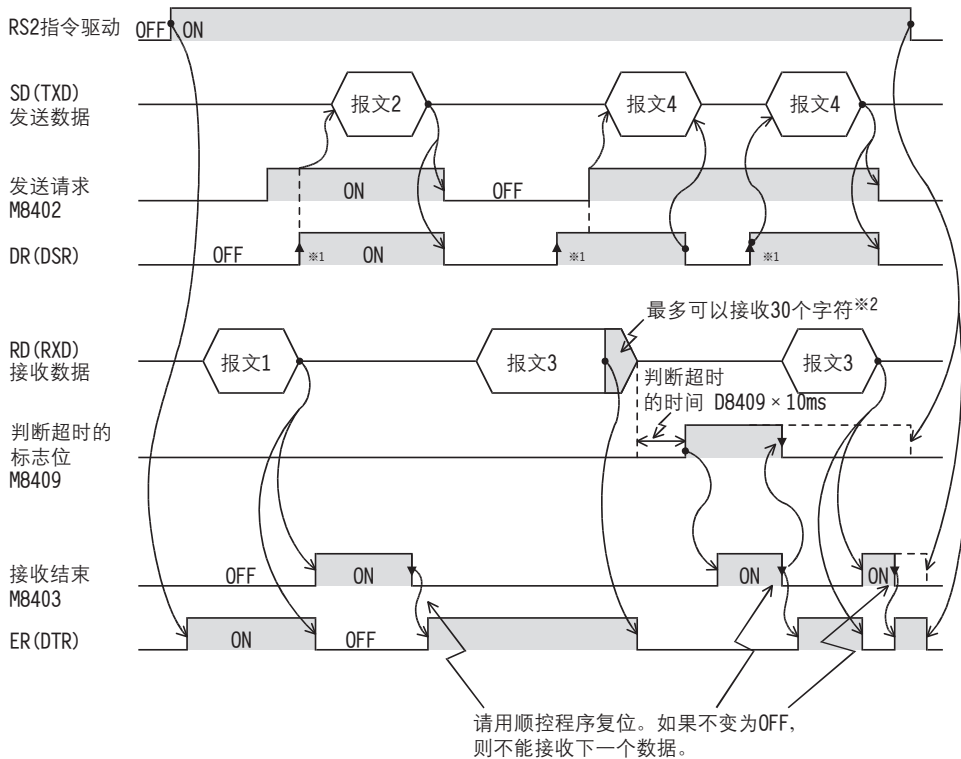 RS2指令驱动 OFF ON
SD(TXD)
发送数据
报文2 报文4 报文4
发送请求
M8402
ON OFF
DR(DSR) OFF ※1 ON ※1 ※1
最多可以接收30个字符※2
RD(RXD)
接收数据
报文1 报文3 报文3
判断超时
的时间 D8409×10ms
判断超时的
标志位
M8409
接收结束
M8403
OFF ON ON ON
ER(DTR) ON OFF
请用顺控程序复位。如果不变为OFF,
则不能接收下一个数据。